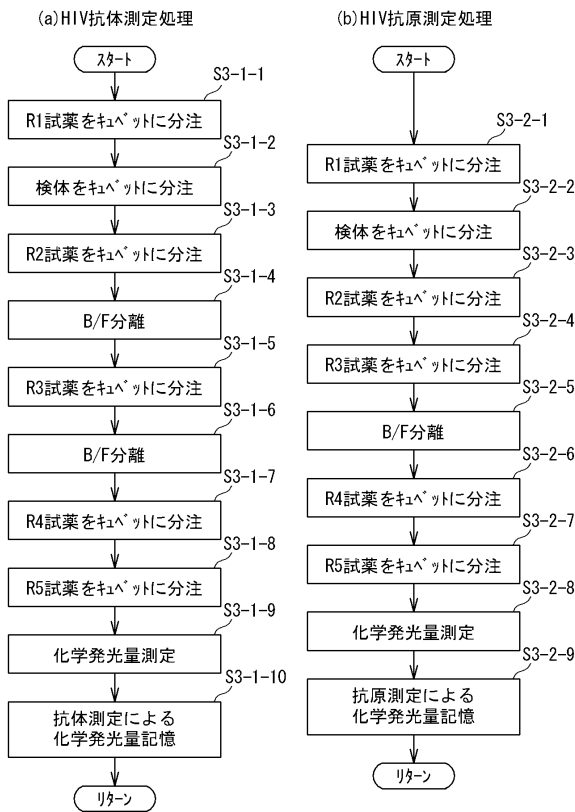 (a)HIV抗体測定処理
ｽﾀｰﾄ
S3-1-1
R1試薬をｷｭﾍﾞｯﾄに分注
S3-1-2
検体をｷｭﾍﾞｯﾄに分注
S3-1-3
R2試薬をｷｭﾍﾞｯﾄに分注
S3-1-4
B/F分離
S3-1-5
R3試薬をｷｭﾍﾞｯﾄに分注
S3-1-6
B/F分離
S3-1-7
R4試薬をｷｭﾍﾞｯﾄに分注
S3-1-8
R5試薬をｷｭﾍﾞｯﾄに分注
S3-1-9
化学発光量測定
S3-1-10
抗体測定による
化学発光量記憶
ﾘﾀｰﾝ
(b)HIV抗原測定処理
ｽﾀｰﾄ
S3-2-1
R1試薬をｷｭﾍﾞｯﾄに分注
S3-2-2
検体をｷｭﾍﾞｯﾄに分注
S3-2-3
R2試薬をｷｭﾍﾞｯﾄに分注
S3-2-4
R3試薬をｷｭﾍﾞｯﾄに分注
S3-2-5
B/F分離
S3-2-6
R4試薬をｷｭﾍﾞｯﾄに分注
S3-2-7
R5試薬をｷｭﾍﾞｯﾄに分注
S3-2-8
化学発光量測定
S3-2-9
抗原測定による
化学発光量記憶
ﾘﾀｰﾝ